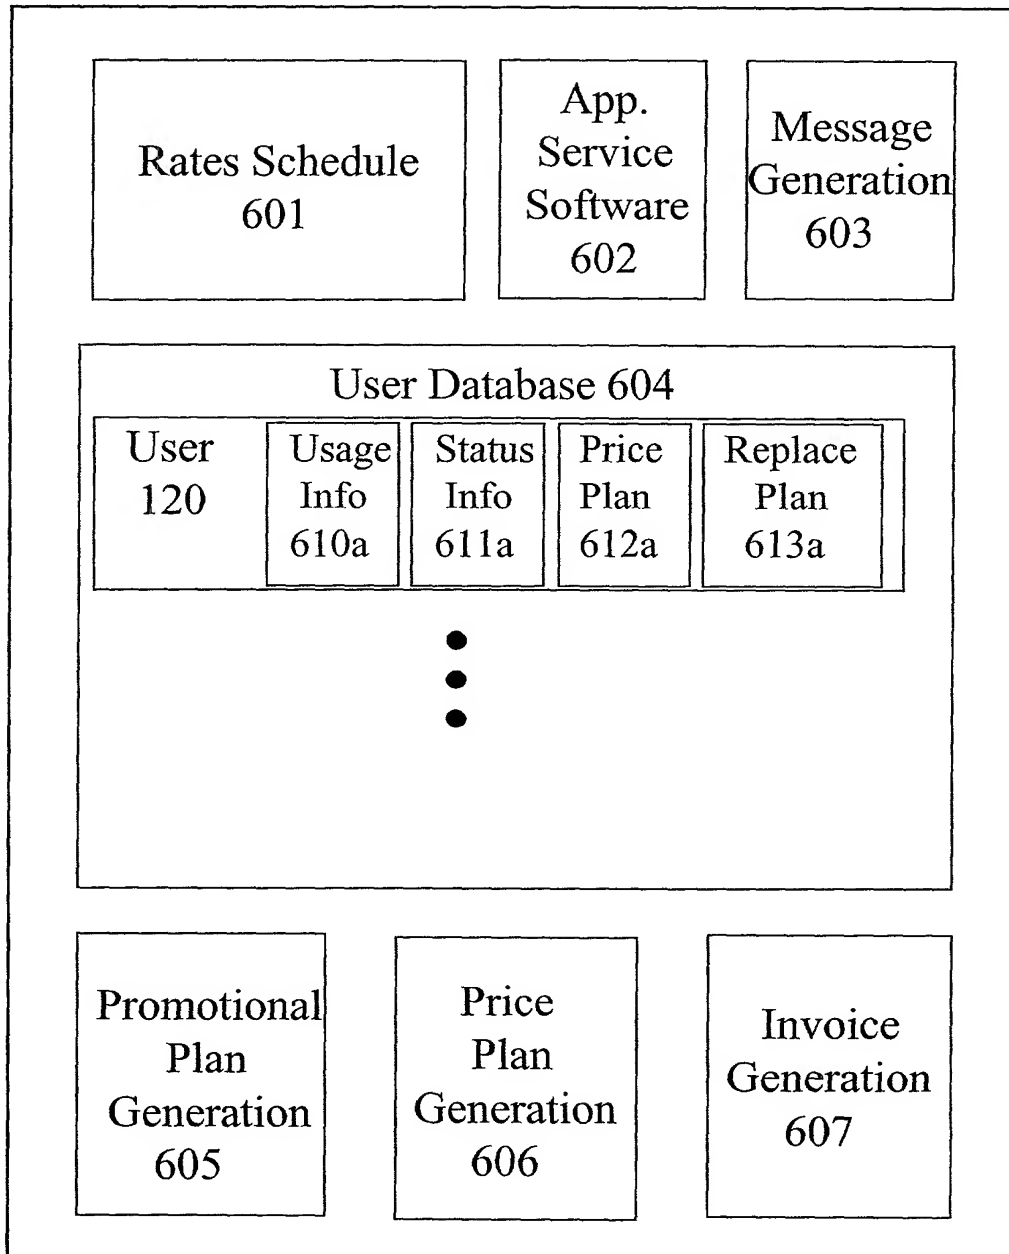 Rates Schedule
601
App.
Service
Software
602
Message
Generation
603
User Database 604
User
120
Usage
Info
610a
Status
Info
611a
Price
Plan
612a
Replace
Plan
613a
Promotional
Plan
Generation
605
Price
Plan
Generation
606
Invoice
Generation
607